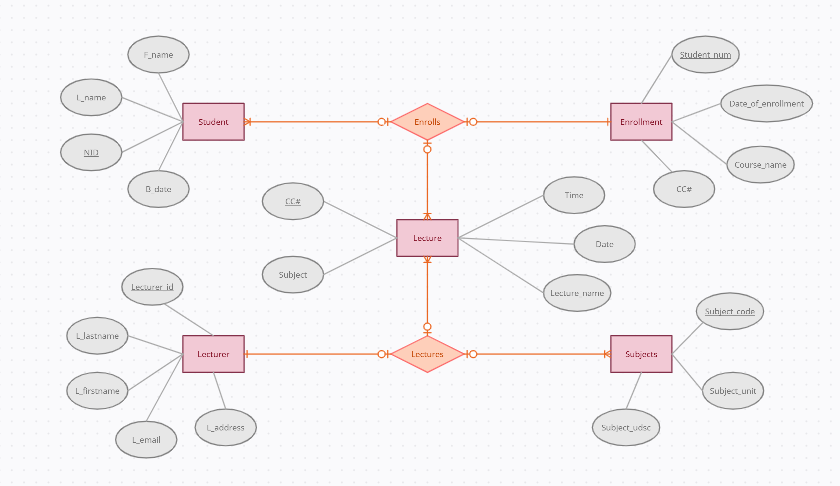 F_name
L_name
NID
B_date
Student
Enrolls
Enrollment
Student_num
Date_of_enrollment
Course_name
CC#
CC#
Subject
Lecture
Time
Date
Lecture_name
Lecturer_id
L_lastname
L_firstname
L_email
L_address
Lecturer
Lectures
Subjects
Subject_code
Subject_unit
Subject_udsc